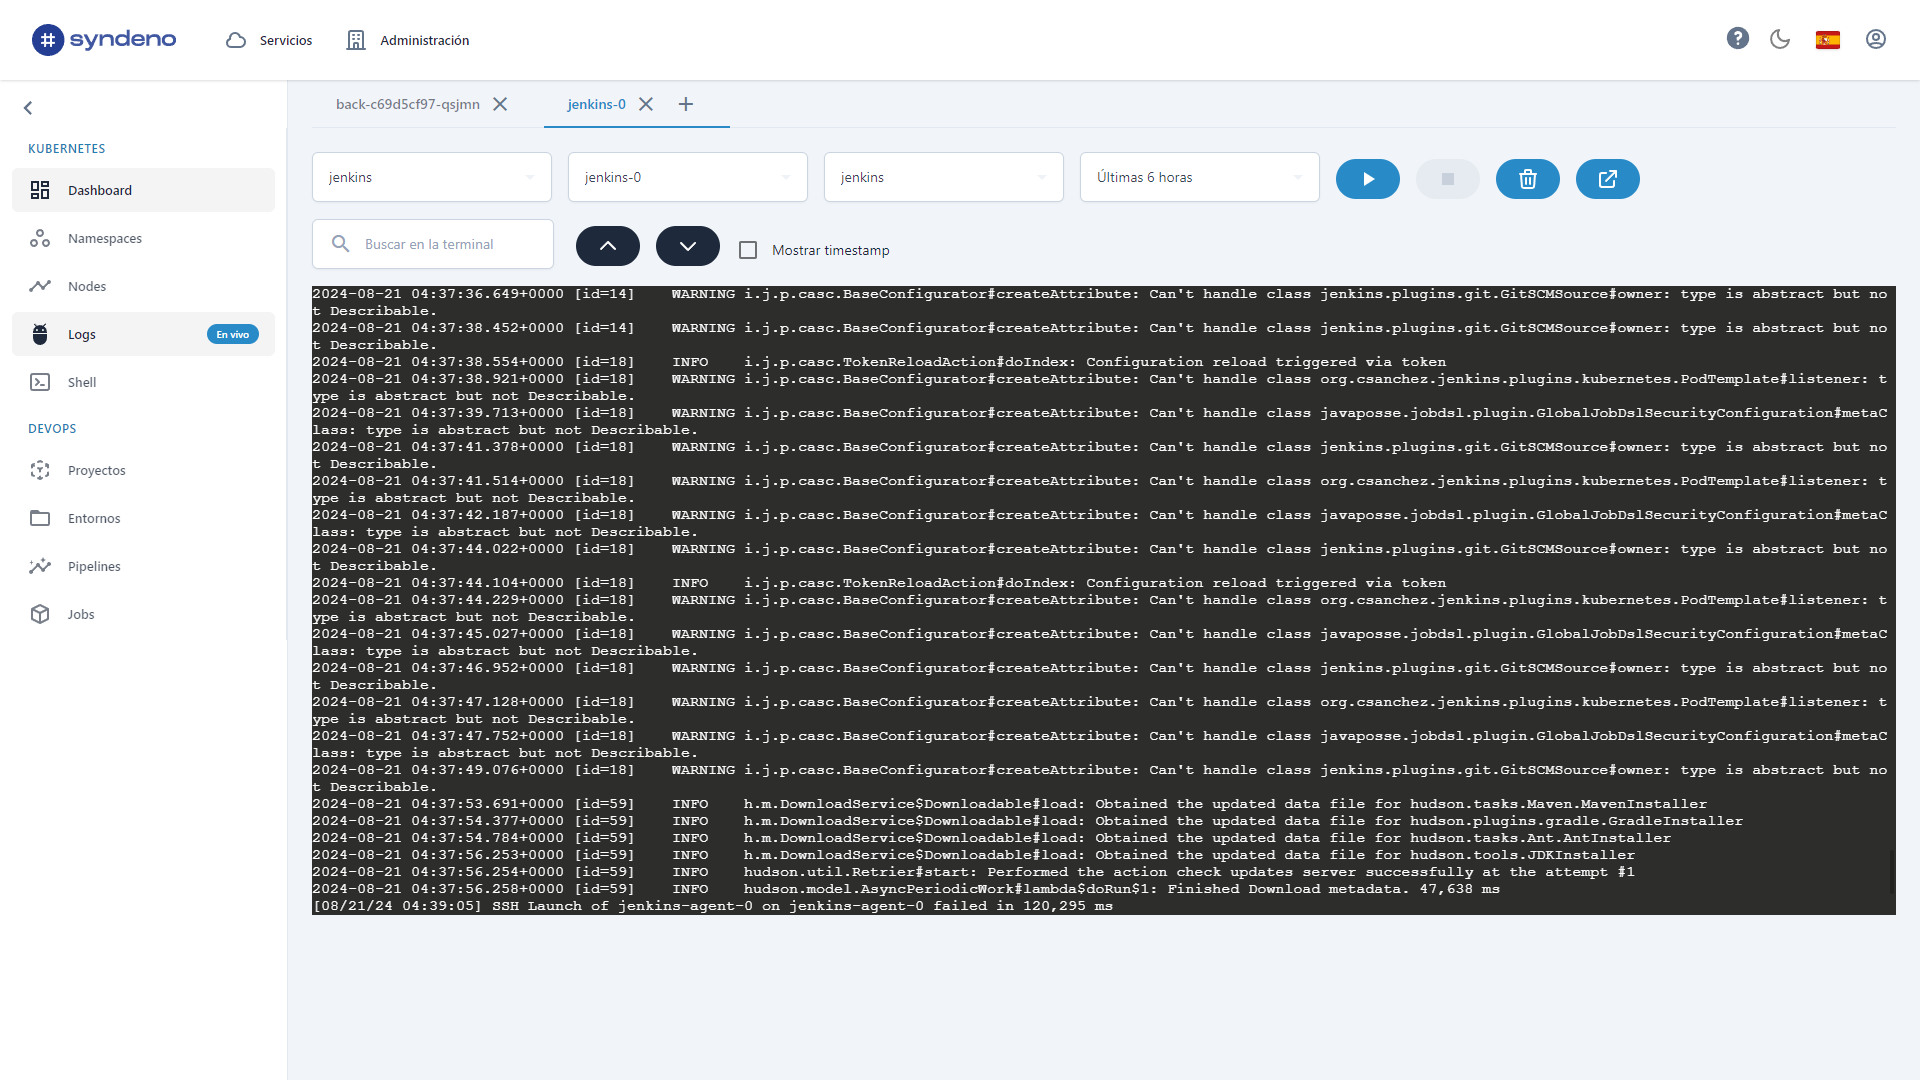 syndeno
Servicios
Administración
KUBERNETES
Dashboard
Namespaces
Nodes
Logs
En vivo
Shell
DEVOPS
Proyectos
Entornos
Pipelines
Jobs
back-c69d5cf97-qsjmn
jenkins-0
jenkins
jenkins-0
jenkins
Últimas 6 horas
Buscar en la terminal
Mostrar timestamp
2024-08-21 04:37:36.649+0000 [id=14] WARNING i.j.p.casc.BaseConfigurator#createAttribute: Can't handle class jenkins.plugins.git.GitSCMSource#owner: type is abstract but no
t Describable.
2024-08-21 04:37:38.452+0000 [id=14] WARNING i.j.p.casc.BaseConfigurator#createAttribute: Can't handle class jenkins.plugins.git.GitSCMSource#owner: type is abstract but no
t Describable.
2024-08-21 04:37:38.554+0000 [id=18] INFO i.j.p.casc.TokenReloadAction#doIndex: Configuration reload triggered via token
2024-08-21 04:37:38.921+0000 [id=18] WARNING i.j.p.casc.BaseConfigurator#createAttribute: Can't handle class org.csanchez.jenkins.plugins.kubernetes.PodTemplate#listener: t
ype is abstract but not Describable.
2024-08-21 04:37:39.713+0000 [id=18] WARNING i.j.p.casc.BaseConfigurator#createAttribute: Can't handle class javaposse.jobdsl.plugin.GlobalJobDslSecurityConfiguration#metaC
lass: type is abstract but not Describable.
2024-08-21 04:37:41.378+0000 [id=18] WARNING i.j.p.casc.BaseConfigurator#createAttribute: Can't handle class jenkins.plugins.git.GitSCMSource#owner: type is abstract but no
t Describable.
2024-08-21 04:37:41.514+0000 [id=18] WARNING i.j.p.casc.BaseConfigurator#createAttribute: Can't handle class org.csanchez.jenkins.plugins.kubernetes.PodTemplate#listener: t
ype is abstract but not Describable.
2024-08-21 04:37:42.187+0000 [id=18] WARNING i.j.p.casc.BaseConfigurator#createAttribute: Can't handle class javaposse.jobdsl.plugin.GlobalJobDslSecurityConfiguration#metaC
lass: type is abstract but not Describable.
2024-08-21 04:37:44.022+0000 [id=18] WARNING i.j.p.casc.BaseConfigurator#createAttribute: Can't handle class jenkins.plugins.git.GitSCMSource#owner: type is abstract but no
t Describable.
2024-08-21 04:37:44.104+0000 [id=18] INFO i.j.p.casc.TokenReloadAction#doIndex: Configuration reload triggered via token
2024-08-21 04:37:44.229+0000 [id=18] WARNING i.j.p.casc.BaseConfigurator#createAttribute: Can't handle class org.csanchez.jenkins.plugins.kubernetes.PodTemplate#listener: t
ype is abstract but not Describable.
2024-08-21 04:37:45.027+0000 [id=18] WARNING i.j.p.casc.BaseConfigurator#createAttribute: Can't handle class javaposse.jobdsl.plugin.GlobalJobDslSecurityConfiguration#metaC
lass: type is abstract but not Describable.
2024-08-21 04:37:46.952+0000 [id=18] WARNING i.j.p.casc.BaseConfigurator#createAttribute: Can't handle class jenkins.plugins.git.GitSCMSource#owner: type is abstract but no
t Describable.
2024-08-21 04:37:47.128+0000 [id=18] WARNING i.j.p.casc.BaseConfigurator#createAttribute: Can't handle class org.csanchez.jenkins.plugins.kubernetes.PodTemplate#listener: t
ype is abstract but not Describable.
2024-08-21 04:37:47.752+0000 [id=18] WARNING i.j.p.casc.BaseConfigurator#createAttribute: Can't handle class javaposse.jobdsl.plugin.GlobalJobDslSecurityConfiguration#metaC
lass: type is abstract but not Describable.
2024-08-21 04:37:49.076+0000 [id=18] WARNING i.j.p.casc.BaseConfigurator#createAttribute: Can't handle class jenkins.plugins.git.GitSCMSource#owner: type is abstract but no
t Describable.
2024-08-21 04:37:53.691+0000 [id=59] INFO h.m.DownloadService$Downloadable#load: Obtained the updated data file for hudson.tasks.Maven.MavenInstaller
2024-08-21 04:37:54.377+0000 [id=59] INFO h.m.DownloadService$Downloadable#load: Obtained the updated data file for hudson.plugins.gradle.GradleInstaller
2024-08-21 04:37:54.784+0000 [id=59] INFO h.m.DownloadService$Downloadable#load: Obtained the updated data file for hudson.tasks.Ant.AntInstaller
2024-08-21 04:37:56.253+0000 [id=59] INFO h.m.DownloadService$Downloadable#load: Obtained the updated data file for hudson.tools.JDKInstaller
2024-08-21 04:37:56.254+0000 [id=59] INFO hudson.util.Retrier#start: Performed the action check updates server successfully at the attempt #1
2024-08-21 04:37:56.258+0000 [id=59] INFO hudson.model.AsyncPeriodicWork#lambda$doRun$1: Finished Download metadata. 47,638 ms
[08/21/24 04:39:05] SSH Launch of jenkins-agent-0 on jenkins-agent-0 failed in 120,295 ms